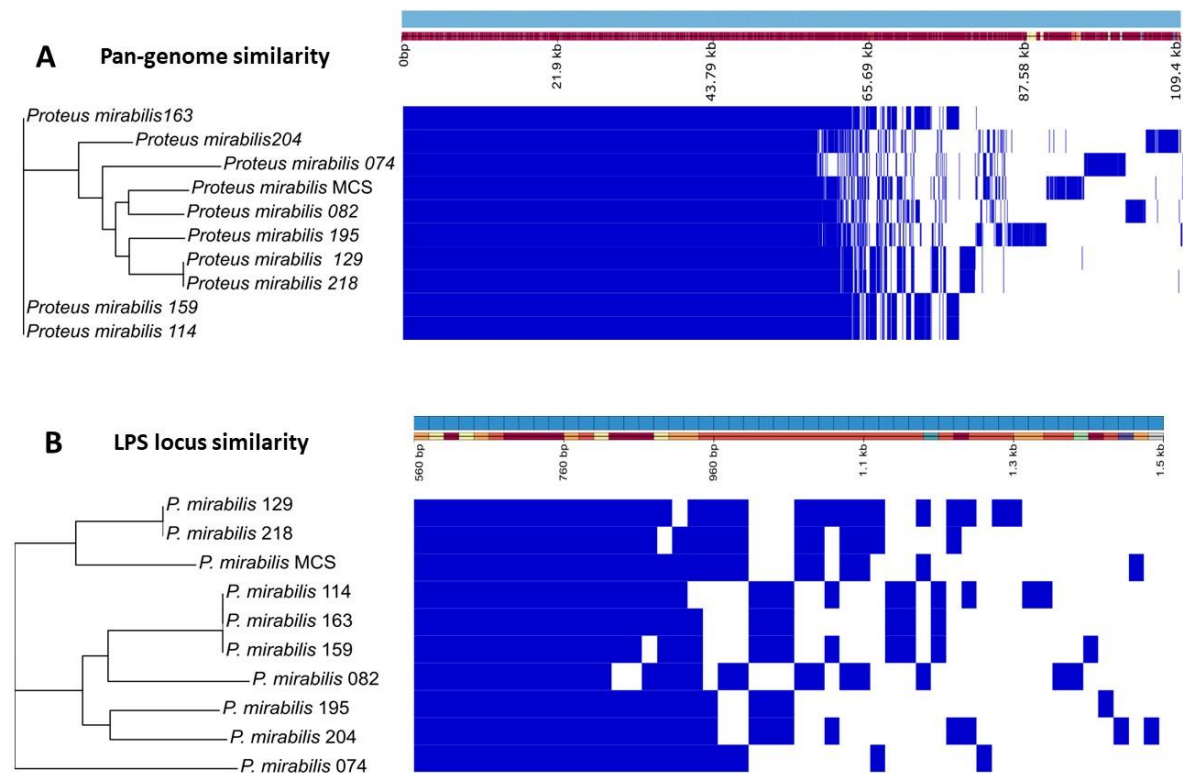 A Pan-genome similarity
0bp
21.9 kb
43.79 kb
65.69 kb
87.58 kb
109.4 kb
Proteus mirabilis163
Proteus mirabilis204
Proteus mirabilis 074
Proteus mirabilis MCS
Proteus mirabilis 082
Proteus mirabilis 195
Proteus mirabilis 129
Proteus mirabilis 218
Proteus mirabilis 159
Proteus mirabilis 114
B LPS locus similarity
560 bp
760 bp
960 bp
1.1 kb
1.3 kb
1.5 kb
P. mirabilis 129
P. mirabilis 218
P. mirabilis MCS
P. mirabilis 114
P. mirabilis 163
P. mirabilis 159
P. mirabilis 082
P. mirabilis 195
P. mirabilis 204
P. mirabilis 074